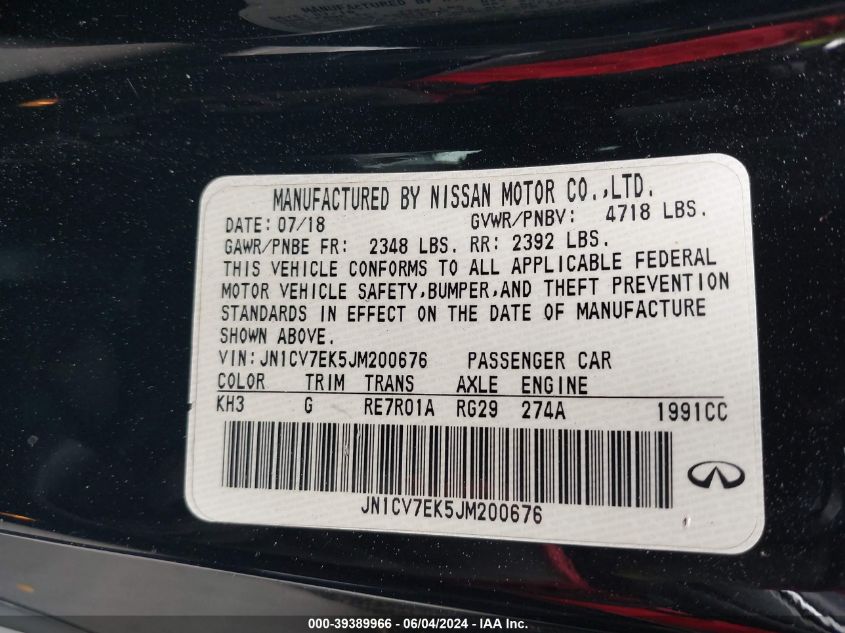 MANUFACTURED BY NISSAN MOTOR CO.,LTD.
DATE: 07/18 GVWR/PNBV: 4718 LBS.
GAWR/PNBE FR: 2348 LBS. RR: 2392 LBS.
THIS VEHICLE CONFORMS TO ALL APPLICABLE FEDERAL
MOTOR VEHICLE SAFETY,BUMPER,AND THEFT PREVENTION
STANDARDS IN EFFECT ON THE DATE OF MANUFACTURE
SHOWN ABOVE.
VIN:JN1CV7EK5JM200676 PASSENGER CAR
COLOR TRIM TRANS AXLE ENGINE
KH3 G RE7R01A RG29 274A 1991CC
JN1CV7EK5JM200676
000-39389966 - 06/04/2024 - IAAI.com